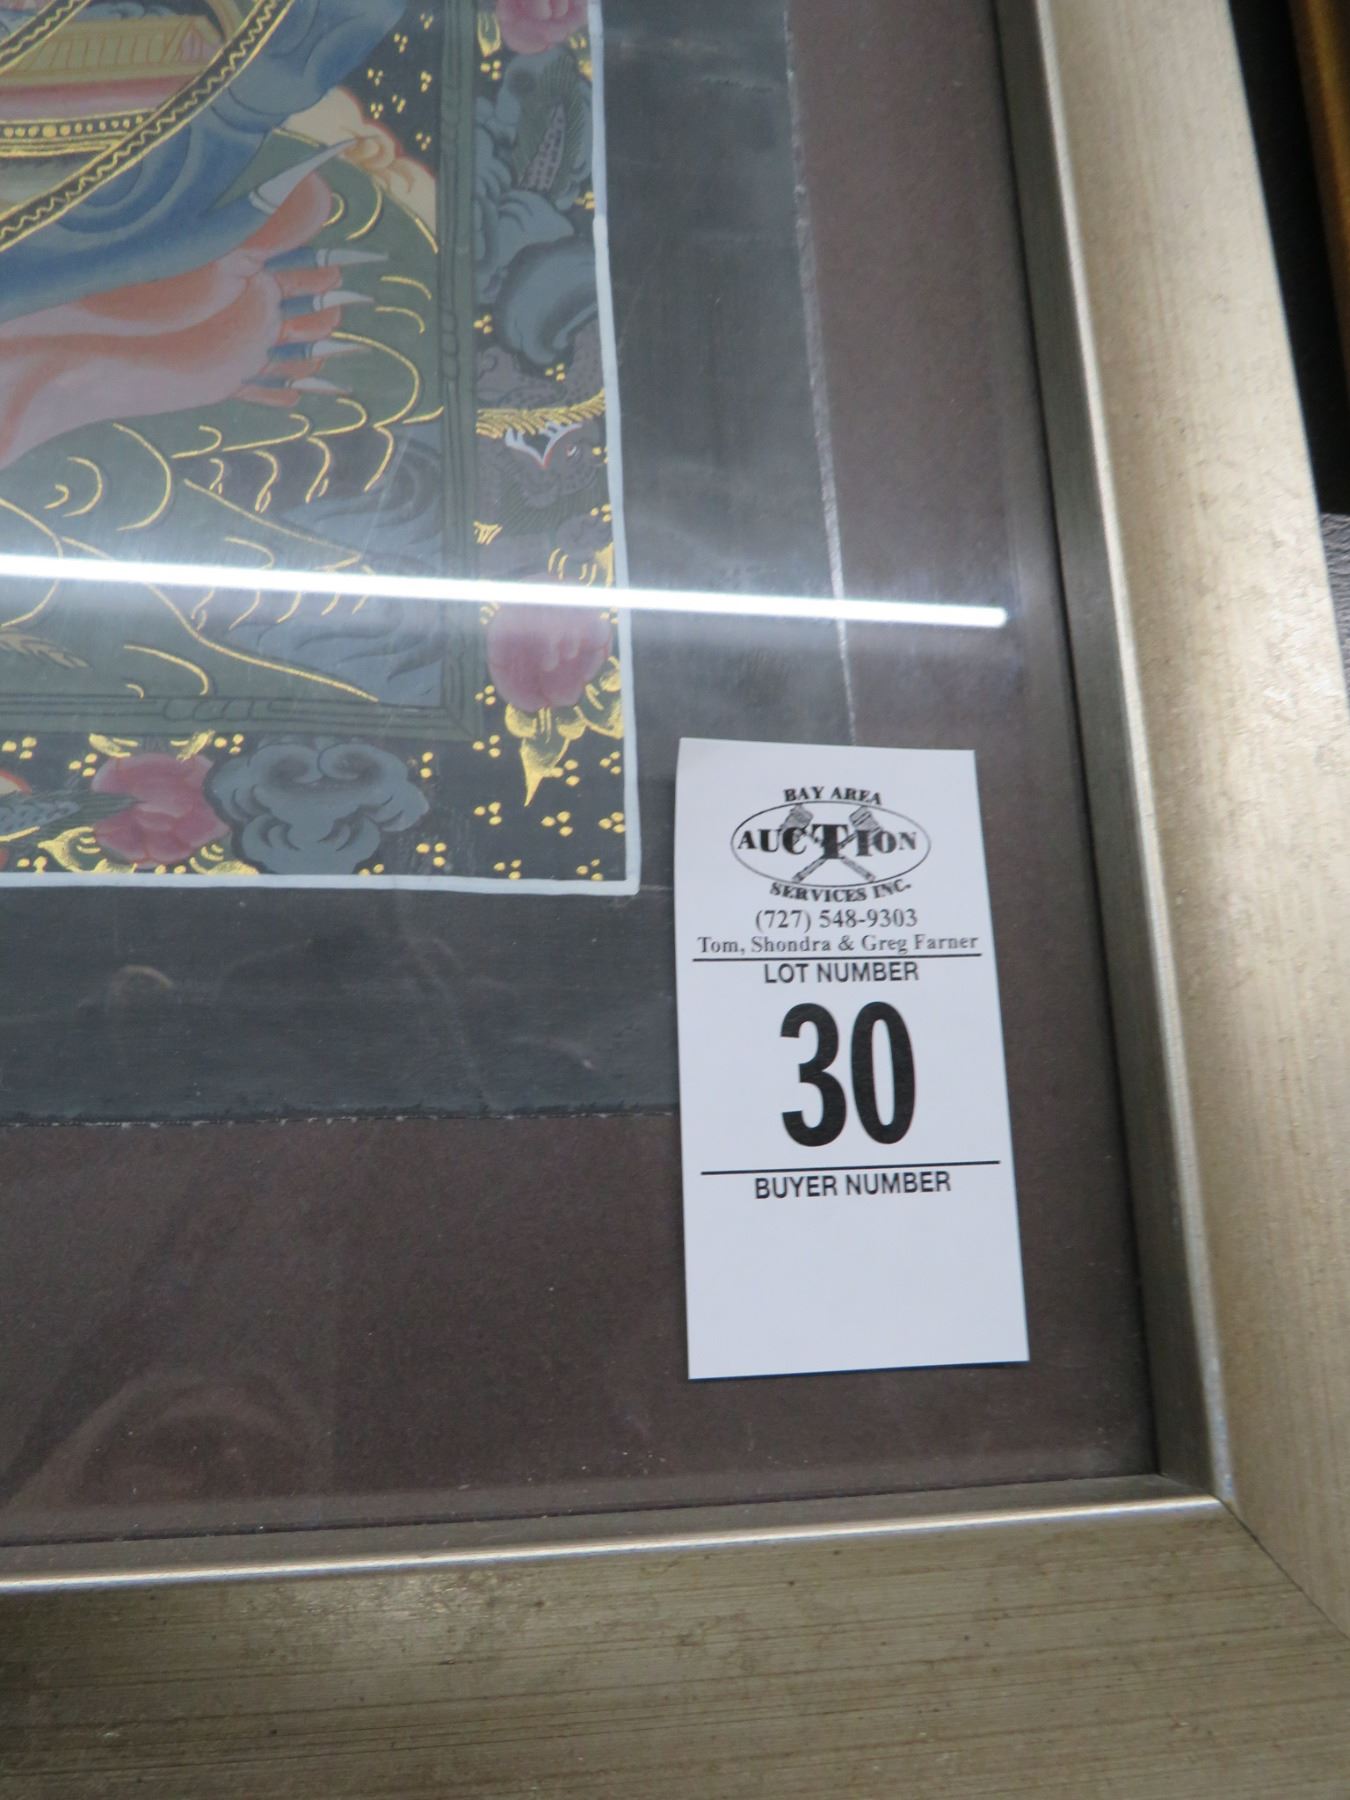 BAY AREA
AUCTION
SERVICES INC.
(727) 548-9303
Tom, Shondra & Greg Farner
LOT NUMBER
30
BUYER NUMBER